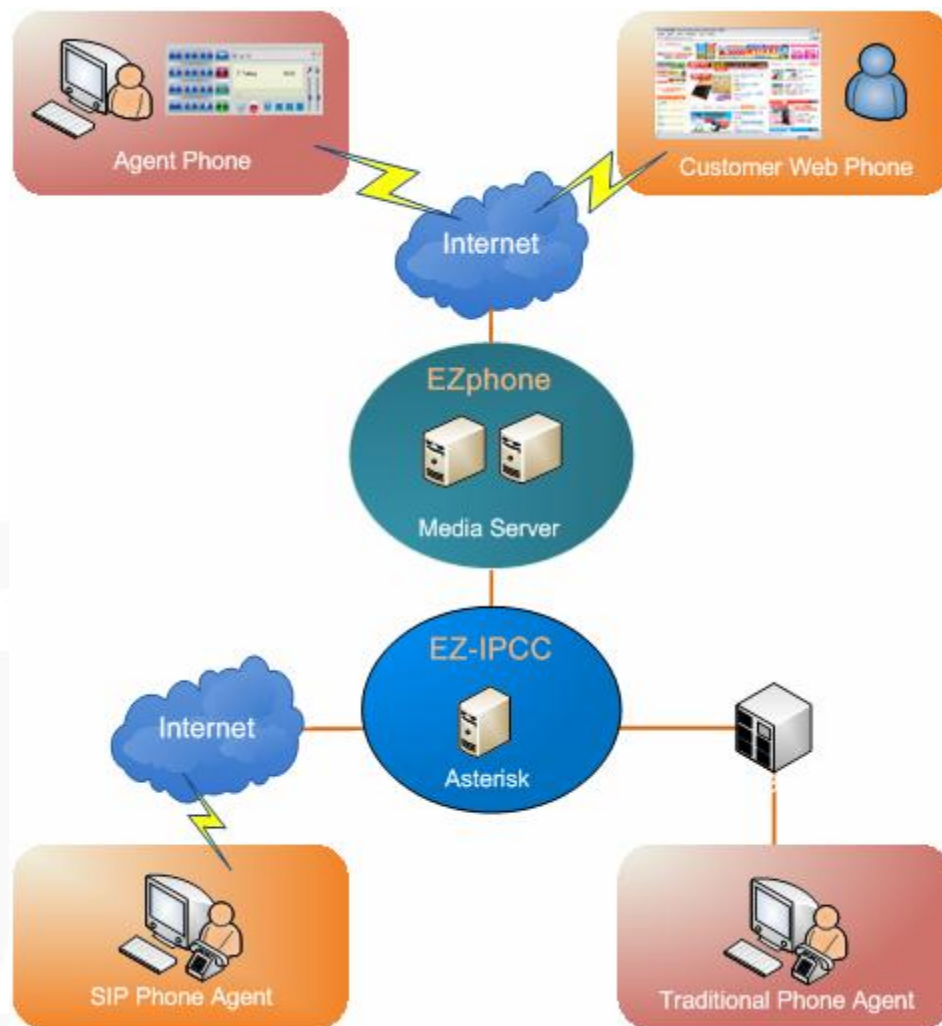 Agent Phone
Customer Web Phone
Internet
EZphone
Media Server
EZ-IPCC
Internet
Asterisk
SIP Phone Agent
Traditional Phone Agent